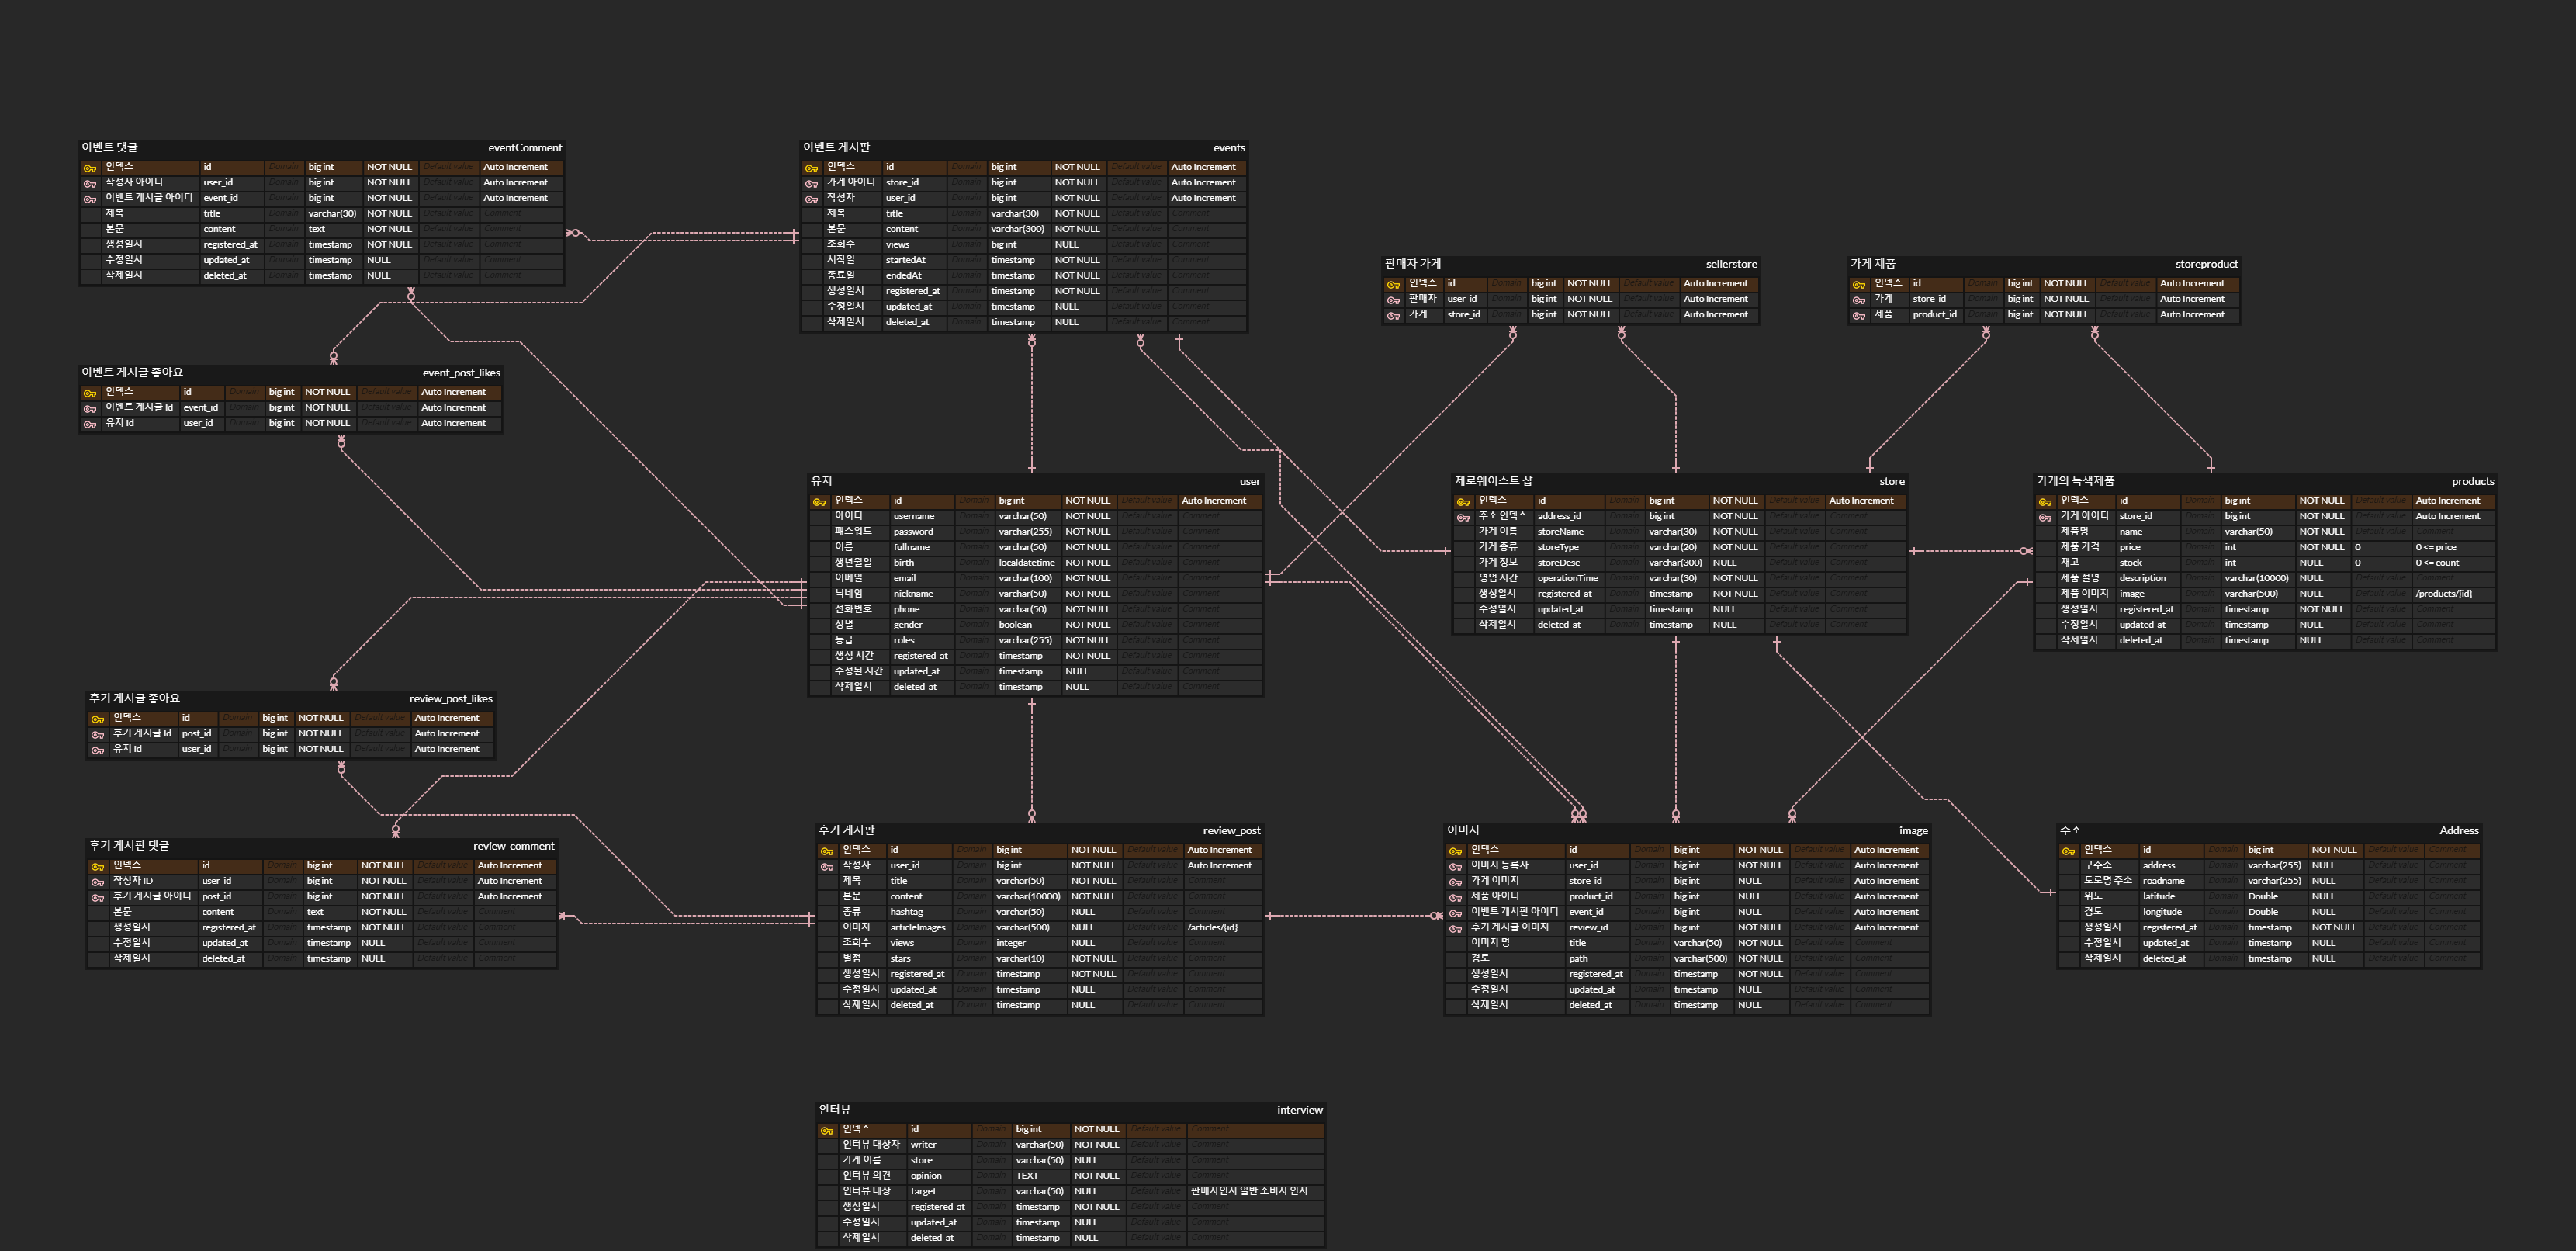 이벤트 댓글 eventComment
인덱스 id Domain big int NOT NULL Default value Auto Increment
작성자 아이디 user_id Domain big int NOT NULL Default value Auto Increment
이벤트 게시글 아이디 event_id Domain big int NOT NULL Default value Auto Increment
제목 title Domain varchar(30) NOT NULL Default value Comment
본문 content Domain text NOT NULL Default value Comment
생성일시 registered_at Domain timestamp NOT NULL Default value Comment
수정일시 updated_at Domain timestamp NULL Default value Comment
삭제일시 deleted_at Domain timestamp NULL Default value Comment
이벤트 게시판 events
인덱스 id Domain big int NOT NULL Default value Auto Increment
가게 아이디 store_id Domain big int NOT NULL Default value Auto Increment
작성자 user_id Domain big int NOT NULL Default value Auto Increment
제목 title Domain varchar(30) NOT NULL Default value Comment
본문 content Domain varchar(300) NOT NULL Default value Comment
조회수 views Domain big int NULL Default value Comment
시작일 startedAt Domain timestamp NOT NULL Default value Comment
종료일 endedAt Domain timestamp NOT NULL Default value Comment
생성일시 registered_at Domain timestamp NOT NULL Default value Comment
수정일시 updated_at Domain timestamp NULL Default value Comment
삭제일시 deleted_at Domain timestamp NULL Default value Comment
판매자 가게 sellerstore
인덱스 id Domain big int NOT NULL Default value Auto Increment
판매자 user_id Domain big int NOT NULL Default value Auto Increment
가게 store_id Domain big int NOT NULL Default value Auto Increment
가게 제품 storeproduct
인덱스 id Domain big int NOT NULL Default value Auto Increment
가게 store_id Domain big int NOT NULL Default value Auto Increment
제품 product_id Domain big int NOT NULL Default value Auto Increment
이벤트 게시글 좋아요 event_post_likes
인덱스 id Domain big int NOT NULL Default value Auto Increment
이벤트 게시글 Id event_id Domain big int NOT NULL Default value Auto Increment
유저 Id user_id Domain big int NOT NULL Default value Auto Increment
유저 user
인덱스 id Domain big int NOT NULL Default value Auto Increment
아이디 username Domain varchar(50) NOT NULL Default value Comment
패스워드 password Domain varchar(255) NOT NULL Default value Comment
이름 fullname Domain varchar(50) NOT NULL Default value Comment
생년월일 birth Domain localdatetime NOT NULL Default value Comment
이메일 email Domain varchar(100) NOT NULL Default value Comment
닉네임 nickname Domain varchar(50) NOT NULL Default value Comment
전화번호 phone Domain varchar(50) NOT NULL Default value Comment
성별 gender Domain boolean NOT NULL Default value Comment
등급 roles Domain varchar(255) NOT NULL Default value Comment
생성 시간 registered_at Domain timestamp NOT NULL Default value Comment
수정된 시간 updated_at Domain timestamp NULL Default value Comment
삭제일시 deleted_at Domain timestamp NULL Default value Comment
제로웨이스트 샵 store
인덱스 id Domain big int NOT NULL Default value Auto Increment
주소 인덱스 address_id Domain big int NOT NULL Default value Comment
가게 이름 storeName Domain varchar(30) NOT NULL Default value Comment
가게 종류 storeType Domain varchar(20) NOT NULL Default value Comment
가게 정보 storeDesc Domain varchar(300) NULL Default value Comment
영업 시간 operationTime Domain varchar(30) NOT NULL Default value Comment
생성일시 registered_at Domain timestamp NOT NULL Default value Comment
수정일시 updated_at Domain timestamp NULL Default value Comment
삭제일시 deleted_at Domain timestamp NULL Default value Comment
가게의 녹색제품 products
인덱스 id Domain big int NOT NULL Default value Auto Increment
가게 아이디 store_id Domain big int NOT NULL Default value Auto Increment
제품명 name Domain varchar(50) NOT NULL Default value Comment
제품 가격 price Domain int NOT NULL 0 0 <= price
재고 stock Domain int NULL 0 0 <= count
제품 설명 description Domain varchar(10000) NULL Default value Comment
제품 이미지 image Domain varchar(500) NULL Default value /products/{id}
생성일시 registered_at Domain timestamp NOT NULL Default value Comment
수정일시 updated_at Domain timestamp NULL Default value Comment
삭제일시 deleted_at Domain timestamp NULL Default value Comment
후기 게시글 좋아요 review_post_likes
인덱스 id Domain big int NOT NULL Default value Auto Increment
후기 게시글 Id post_id Domain big int NOT NULL Default value Auto Increment
유저 Id user_id Domain big int NOT NULL Default value Auto Increment
후기 게시판 댓글 review_comment
인덱스 id Domain big int NOT NULL Default value Auto Increment
작성자 ID user_id Domain big int NOT NULL Default value Auto Increment
후기 게시글 아이디 post_id Domain big int NOT NULL Default value Auto Increment
본문 content Domain text NOT NULL Default value Comment
생성일시 registered_at Domain timestamp NOT NULL Default value Comment
수정일시 updated_at Domain timestamp NULL Default value Comment
삭제일시 deleted_at Domain timestamp NULL Default value Comment
후기 게시판 review_post
인덱스 id Domain big int NOT NULL Default value Auto Increment
작성자 user_id Domain big int NOT NULL Default value Auto Increment
제목 title Domain varchar(50) NOT NULL Default value Comment
본문 content Domain varchar(10000) NOT NULL Default value Comment
종류 hashtag Domain varchar(50) NULL Default value Comment
이미지 articleImages Domain varchar(500) NULL Default value /articles/{id}
조회수 views Domain integer NULL Default value Comment
별점 stars Domain varchar(10) NOT NULL Default value Comment
생성일시 registered_at Domain timestamp NOT NULL Default value Comment
수정일시 updated_at Domain timestamp NULL Default value Comment
삭제일시 deleted_at Domain timestamp NULL Default value Comment
이미지 image
인덱스 id Domain big int NOT NULL Default value Auto Increment
이미지 등록자 user_id Domain big int NOT NULL Default value Auto Increment
가게 이미지 store_id Domain big int NULL Default value Auto Increment
제품 아이디 product_id Domain big int NULL Default value Auto Increment
이벤트 게시판 아이디 event_id Domain big int NULL Default value Auto Increment
후기 게시글 이미지 review_id Domain big int NOT NULL Default value Auto Increment
이미지 명 title Domain varchar(50) NOT NULL Default value Comment
경로 path Domain varchar(500) NOT NULL Default value Comment
생성일시 registered_at Domain timestamp NOT NULL Default value Comment
수정일시 updated_at Domain timestamp NULL Default value Comment
삭제일시 deleted_at Domain timestamp NULL Default value Comment
주소 Address
인덱스 id Domain big int NOT NULL Default value Comment
구주소 address Domain varchar(255) NULL Default value Comment
도로명 주소 roadname Domain varchar(255) NULL Default value Comment
위도 latitude Domain Double NULL Default value Comment
경도 longitude Domain Double NULL Default value Comment
생성일시 registered_at Domain timestamp NOT NULL Default value Comment
수정일시 updated_at Domain timestamp NULL Default value Comment
삭제일시 deleted_at Domain timestamp NULL Default value Comment
인터뷰 interview
인덱스 id Domain big int NOT NULL Default value Comment
인터뷰 대상자 writer Domain varchar(50) NOT NULL Default value Comment
가게 이름 store Domain varchar(50) NULL Default value Comment
인터뷰 의견 opinion Domain TEXT NOT NULL Default value Comment
인터뷰 대상 target Domain varchar(50) NULL Default value 판매자인지 일반 소비자 인지
생성일시 registered_at Domain timestamp NOT NULL Default value Comment
수정일시 updated_at Domain timestamp NULL Default value Comment
삭제일시 deleted_at Domain timestamp NULL Default value Comment